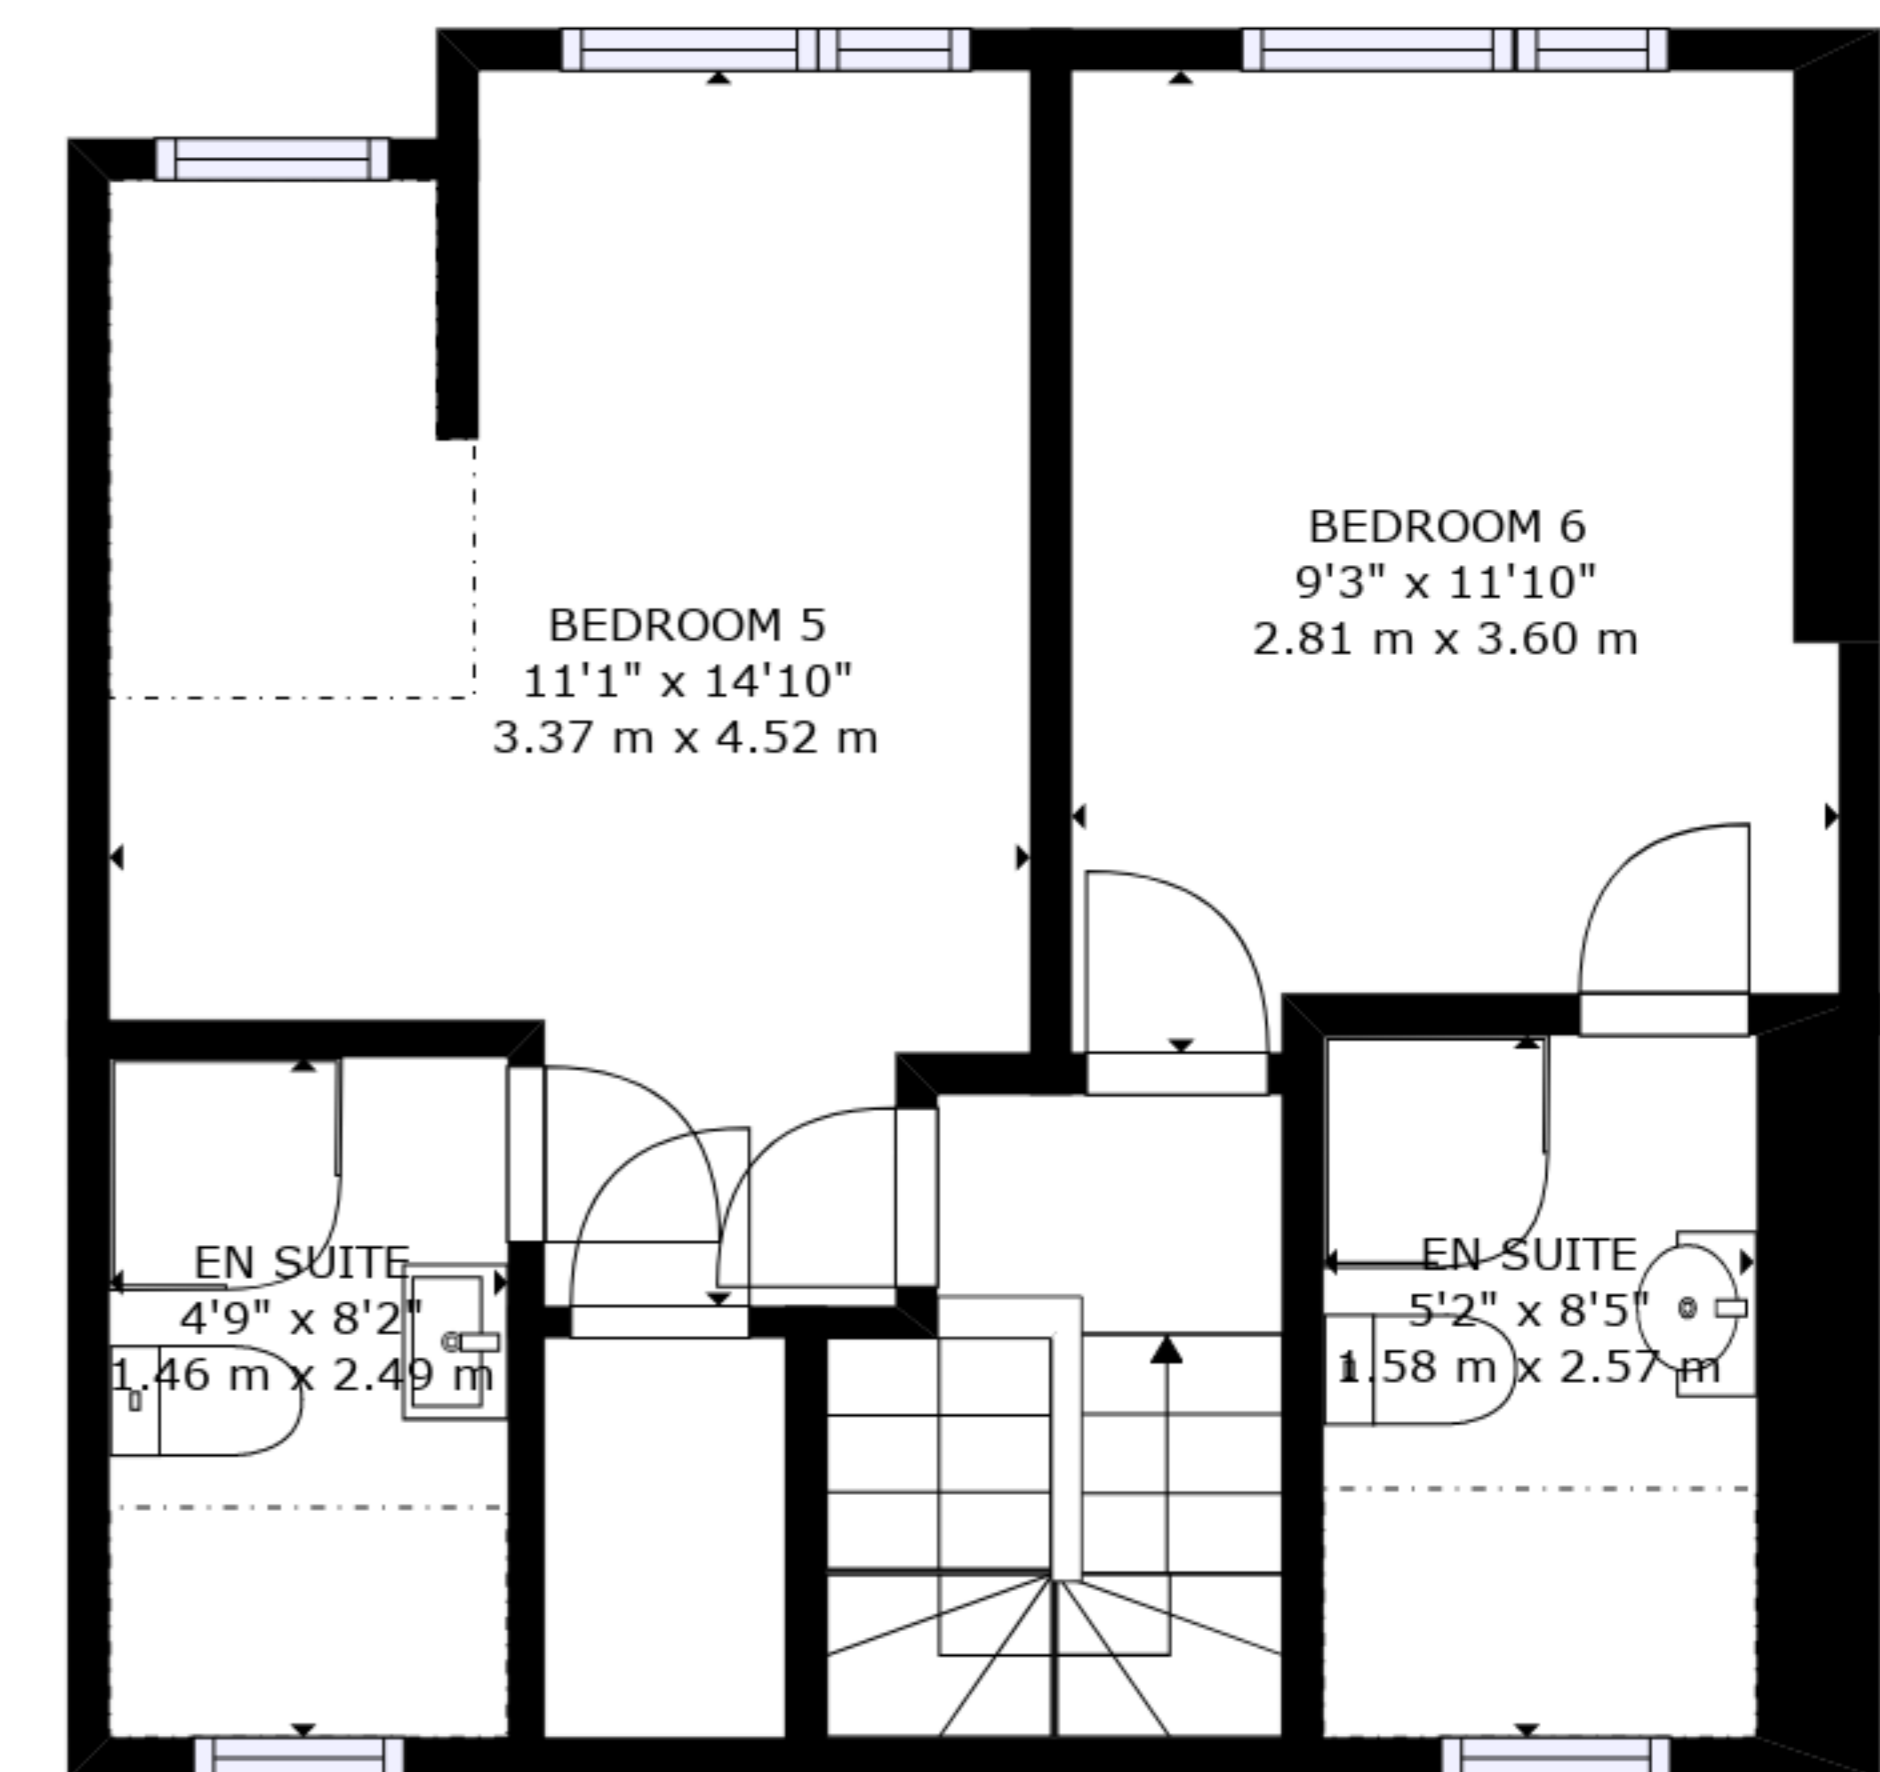 BEDROOM 5
11'1" x 14'10"
3.37 m x 4.52 m
BEDROOM 6
9'3" x 11'10"
2.81 m x 3.60 m
EN SUITE
4'9" x 8'2"
1.46 m x 2.49 m
EN SUITE
5'2" x 8'5"
1.58 m x 2.57 m